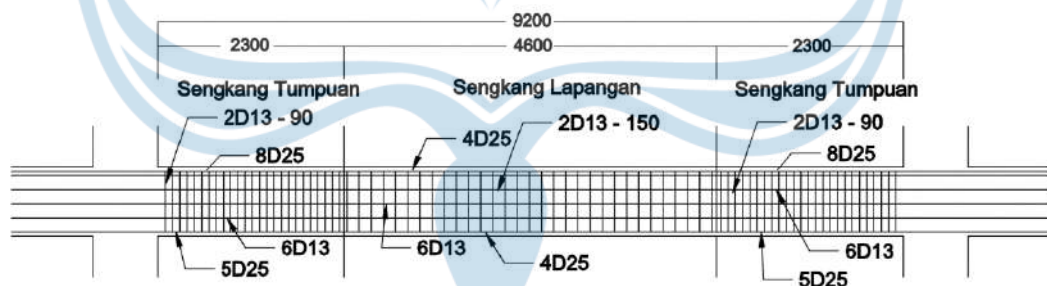 9200
2300 4600 2300
Sengkang Tumpuan Sengkang Lapangan Sengkang Tumpuan
2D13 - 90 2D13 - 150 2D13 - 90
8D25 4D25 8D25
6D13 6D13 6D13
5D25 4D25 5D25